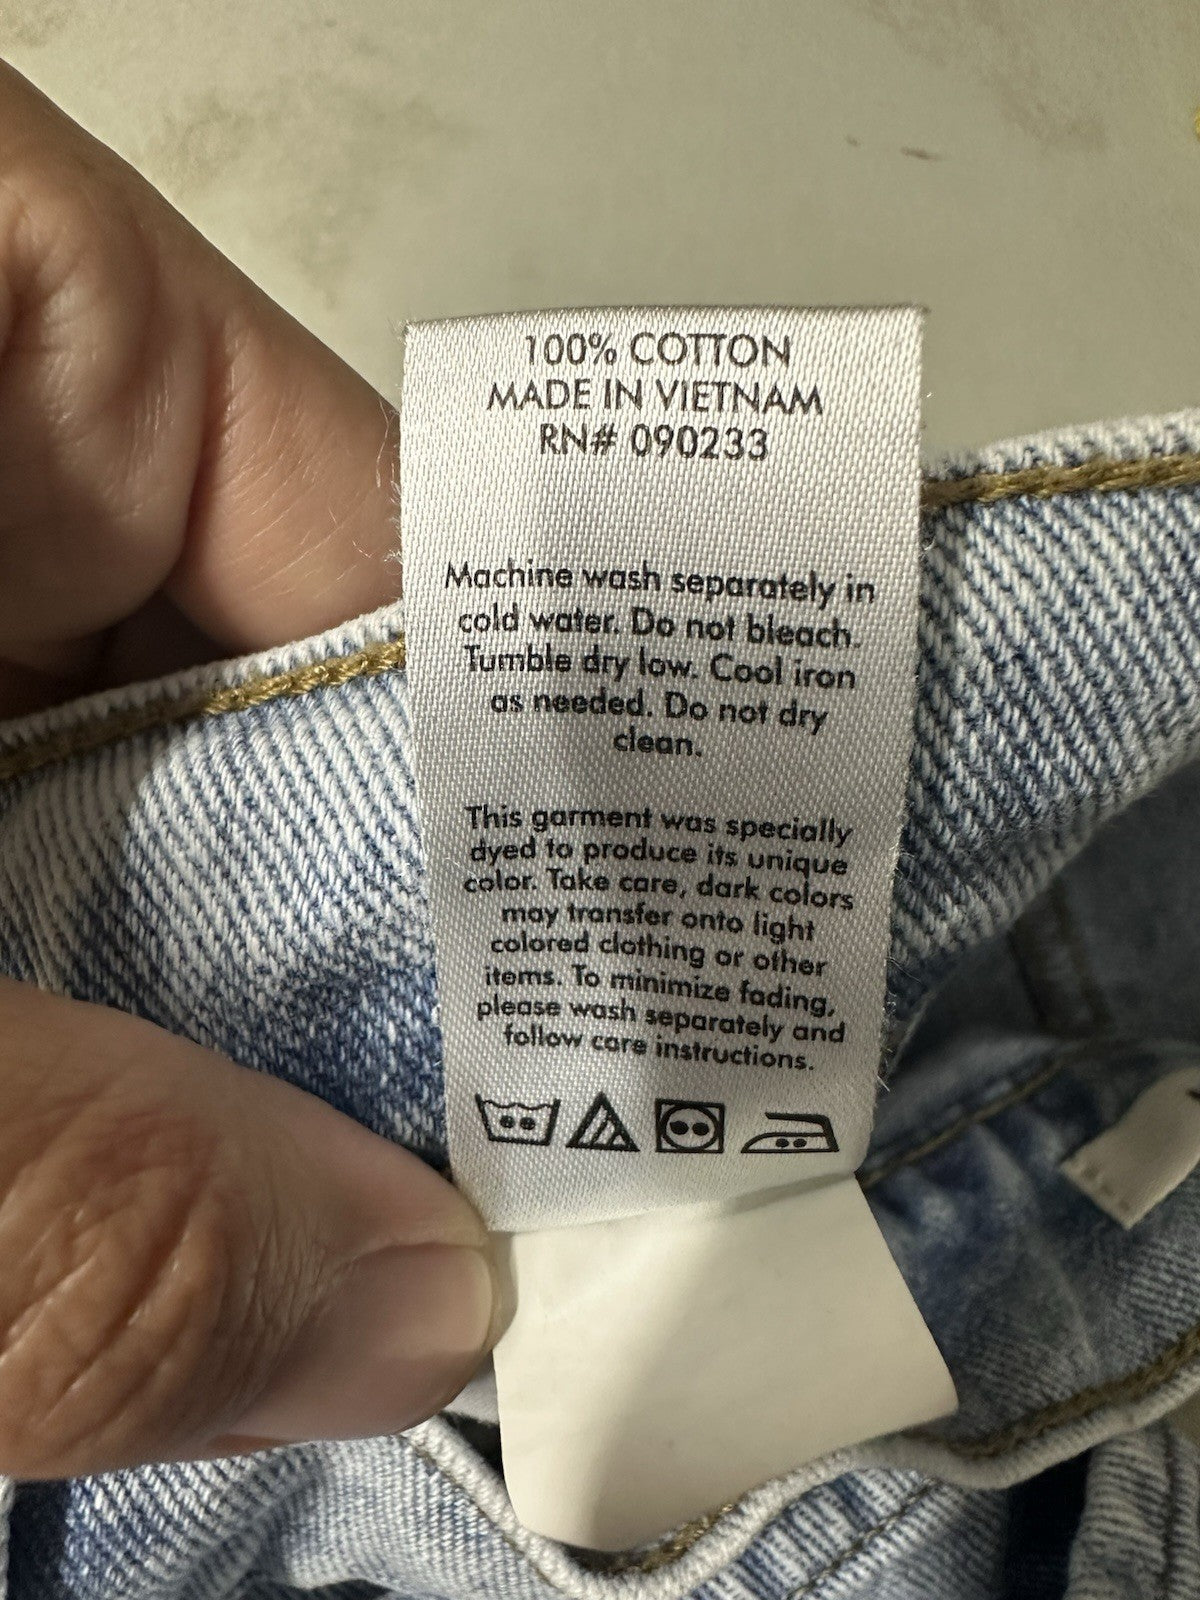 100% COTTON
MADE IN VIETNAM
RN# 090233
Machine wash separately in
cold water. Do not bleach.
Tumble dry low. Cool iron
as needed. Do not dry
clean.
This garment was specially
dyed to produce its unique
color. Take care, dark colors
may transfer onto light
colored clothing or other
items. To minimize fading,
please wash separately and
follow care instructions.